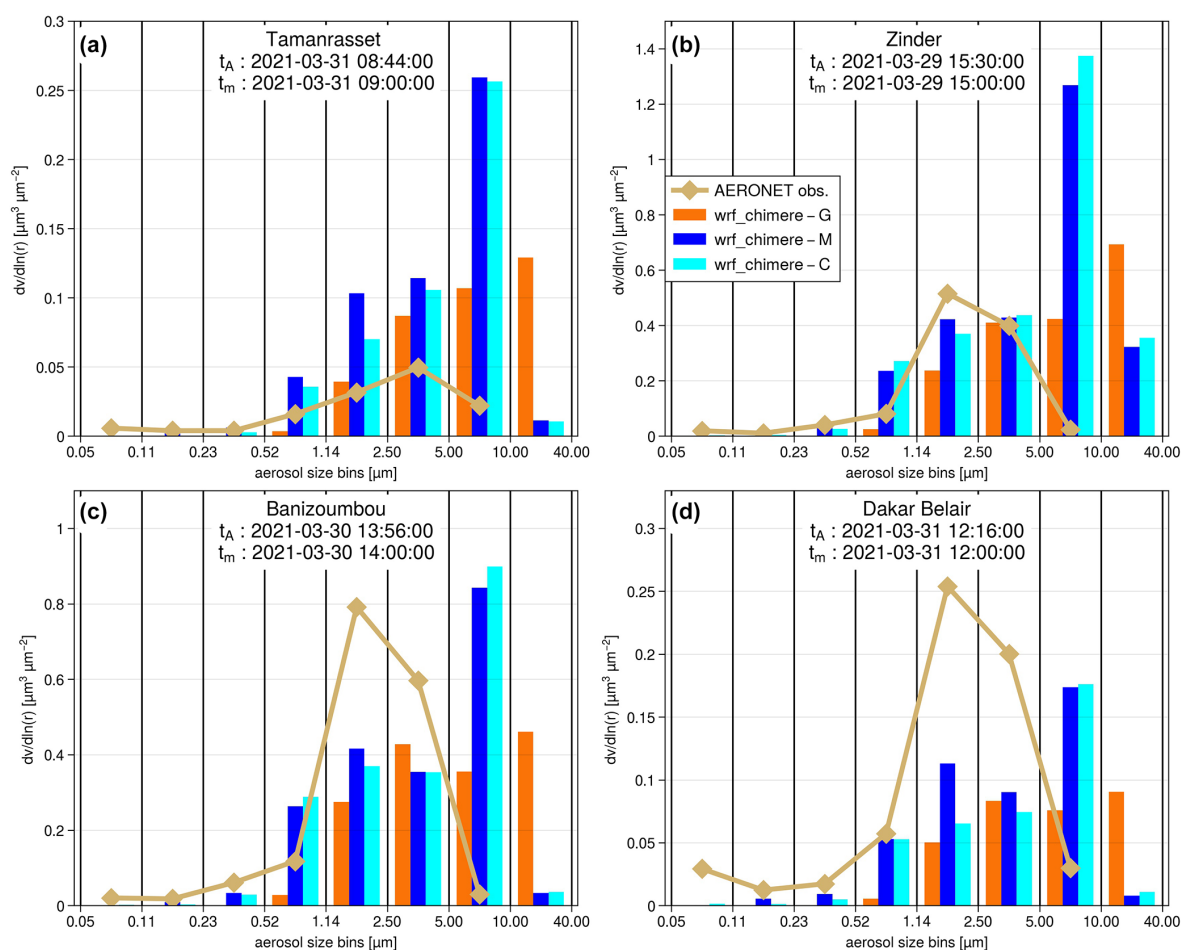 (a)
Tamanrasset
tA : 2021-03-31 08:44:00
tm : 2021-03-31 09:00:00
dv/dln(r) [µm³ µm⁻²]
0.3
0.25
0.2
0.15
0.1
0.05
0
0.05 0.11 0.23 0.52 1.14 2.50 5.00 10.00 40.00
aerosol size bins [µm]
(b)
Zinder
tA : 2021-03-29 15:30:00
tm : 2021-03-29 15:00:00
AERONET obs.
wrf_chimere − G
wrf_chimere − M
wrf_chimere − C
dv/dln(r) [µm³ µm⁻²]
1.4
1.2
1
0.8
0.6
0.4
0.2
0
0.05 0.11 0.23 0.52 1.14 2.50 5.00 10.00 40.00
aerosol size bins [µm]
(c)
Banizoumbou
tA : 2021-03-30 13:56:00
tm : 2021-03-30 14:00:00
dv/dln(r) [µm³ µm⁻²]
1
0.8
0.6
0.4
0.2
0
0.05 0.11 0.23 0.52 1.14 2.50 5.00 10.00 40.00
aerosol size bins [µm]
(d)
Dakar Belair
tA : 2021-03-31 12:16:00
tm : 2021-03-31 12:00:00
dv/dln(r) [µm³ µm⁻²]
0.3
0.25
0.2
0.15
0.1
0.05
0
0.05 0.11 0.23 0.52 1.14 2.50 5.00 10.00 40.00
aerosol size bins [µm]